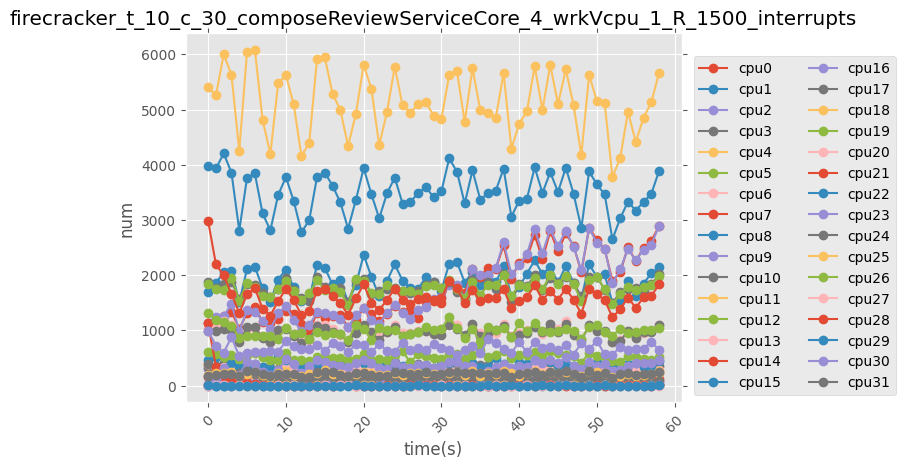 firecracker_t_10_c_30_composeReviewServiceCore_4_wrkVcpu_1_R_1500_interrupts
6000
5000
4000
3000
2000
1000
0
num
0
10
20
30
40
50
60
time(s)
cpu0
cpu1
cpu2
cpu3
cpu4
cpu5
cpu6
cpu7
cpu8
cpu9
cpu10
cpu11
cpu12
cpu13
cpu14
cpu15
cpu16
cpu17
cpu18
cpu19
cpu20
cpu21
cpu22
cpu23
cpu24
cpu25
cpu26
cpu27
cpu28
cpu29
cpu30
cpu31